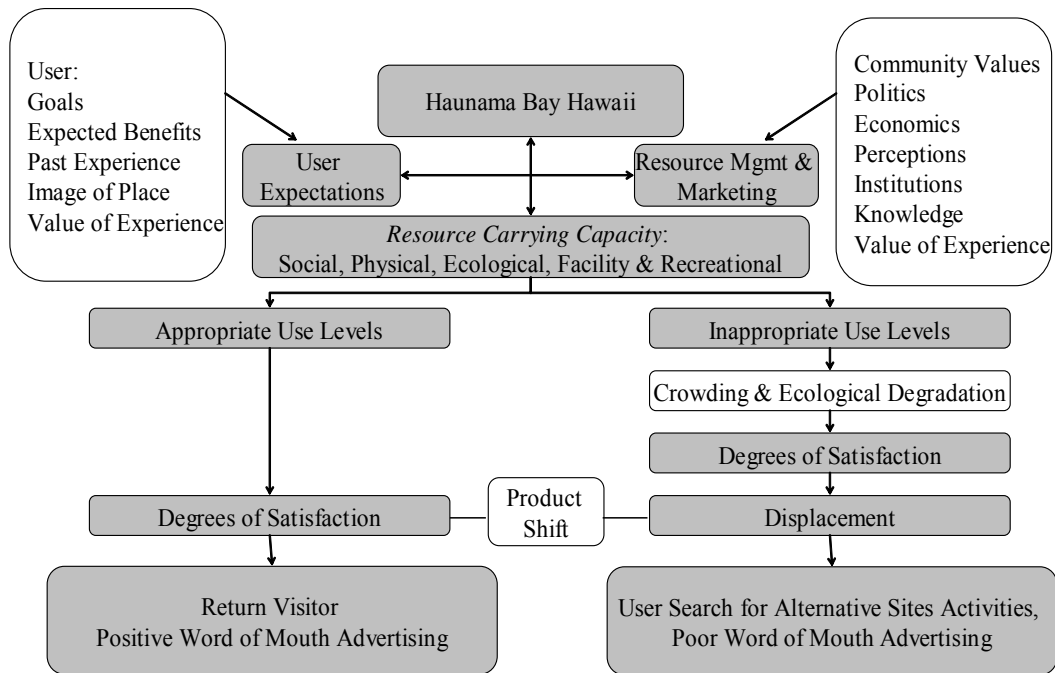 User:
Goals
Expected Benefits
Past Experience
Image of Place
Value of Experience
Haunama Bay Hawaii
Community Values
Politics
Economics
Perceptions
Institutions
Knowledge
Value of Experience
User
Expectations
Resource Mgmt &
Marketing
Resource Carrying Capacity:
Social, Physical, Ecological, Facility & Recreational
Appropriate Use Levels
Inappropriate Use Levels
Crowding & Ecological Degradation
Degrees of Satisfaction
Degrees of Satisfaction
Product
Shift
Displacement
Return Visitor
Positive Word of Mouth Advertising
User Search for Alternative Sites Activities,
Poor Word of Mouth Advertising